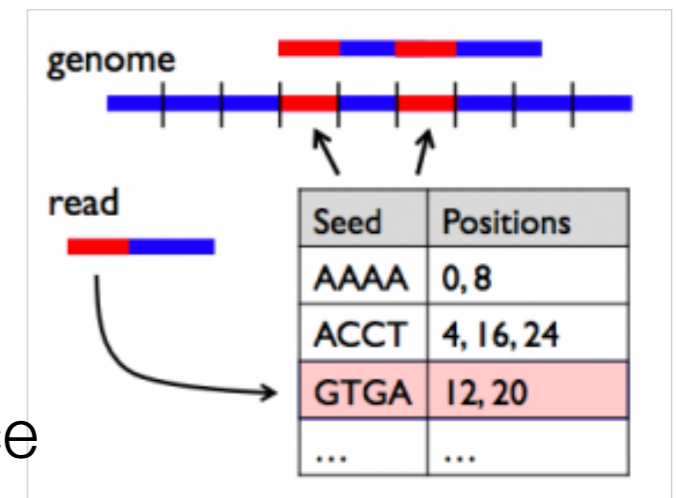 genome
read
Seed Positions
AAAA 0, 8
ACCT 4, 16, 24
GTGA 12, 20
... ...